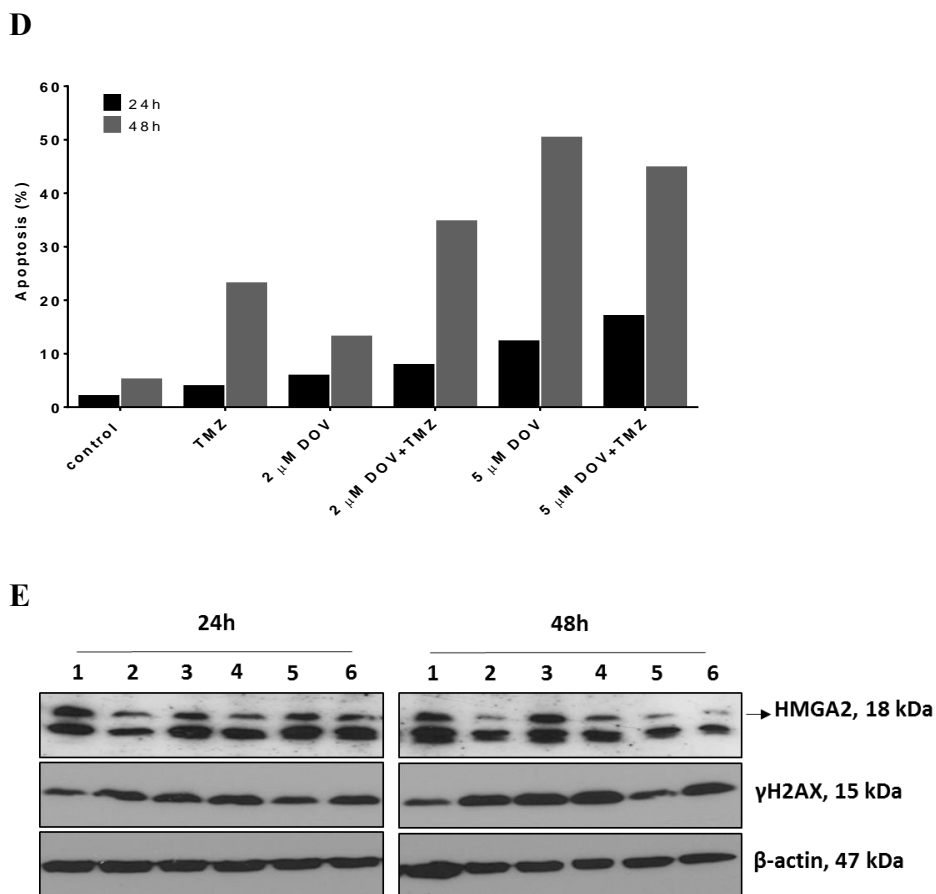 D
60
50
40
30
20
10
0
Apoptosis (%)
24h
48h
control
TMZ
2 μM DOV
2 μM DOV+TMZ
5 μM DOV
5 μM DOV+TMZ
E
24h 48h
1 2 3 4 5 6 1 2 3 4 5 6
HMGA2, 18 kDa
γH2AX, 15 kDa
β-actin, 47 kDa